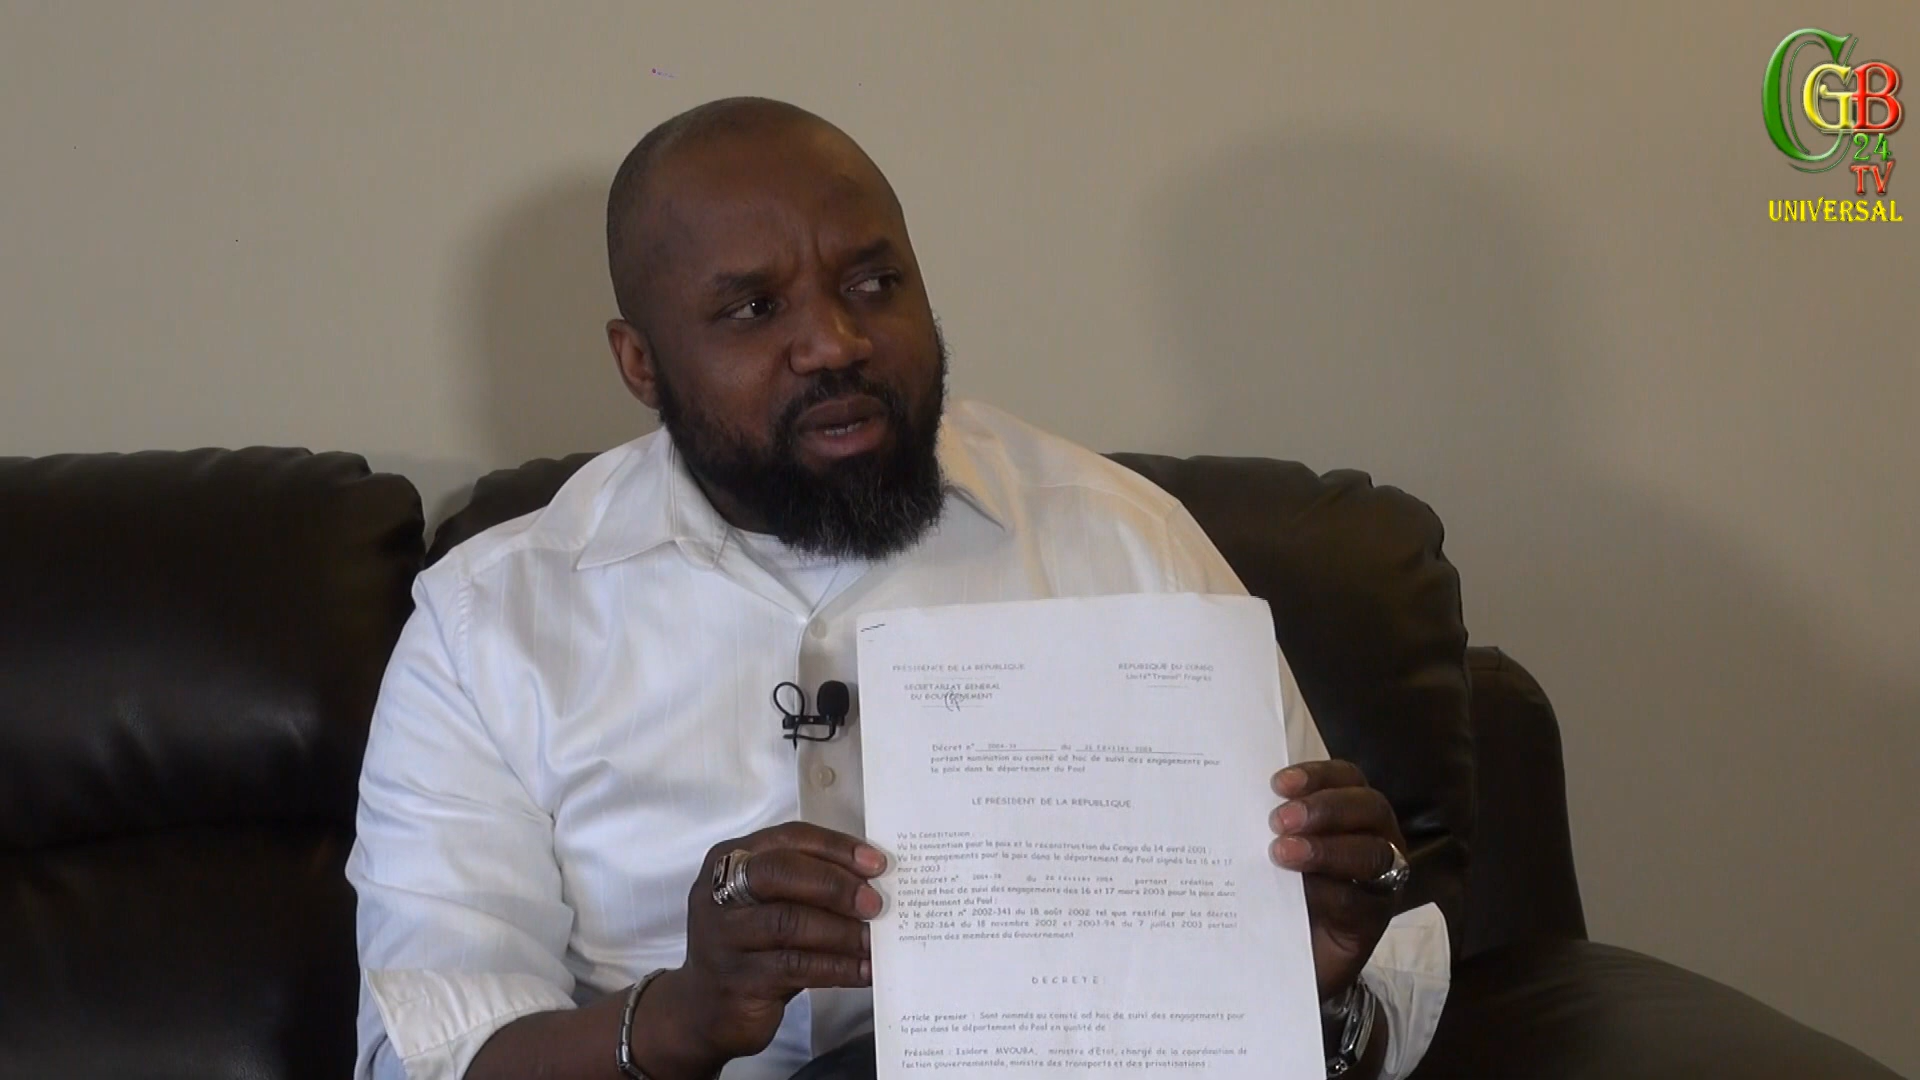 CGB
24
TV
UNIVERSAL
PRÉSIDENCE DE LA REPUBLIQUE
SECRETARIAT GENERAL
DU GOUVERNEMENT
REPUBLIQUE DU CONGO
Unité*Travail*Progrès
Décret n° du
portant nomination au comité ad hoc de suivi des engagements pour
la paix dans le département du Pool
LE PRÉSIDENT DE LA REPUBLIQUE
Vu la Constitution ;
Vu la convention pour la paix et la reconstruction du Congo du 14 avril 2001 ;
Vu les engagements pour la paix dans le département du Pool signés les 16 et 17
mars 2003 ;
Vu le décret n° du portant création du
comité ad hoc de suivi des engagements des 16 et 17 mars 2003 pour la paix dans
le département du Pool ;
Vu le décret n° 2002-341 du 18 août 2002 tel que rectifié par les décrets
n° 2002-364 du 18 novembre 2002 et 2003-94 du 7 juillet 2003 portant
nomination des membres du Gouvernement
DECRETE :
Article premier : Sont nommés au comité ad hoc de suivi des engagements pour
la paix dans le département du Pool en qualité de
Président : Isidore MVOUBA, ministre d'Etat, chargé de la coordination de
l'action gouvernementale, ministre des transports et des privatisations ;